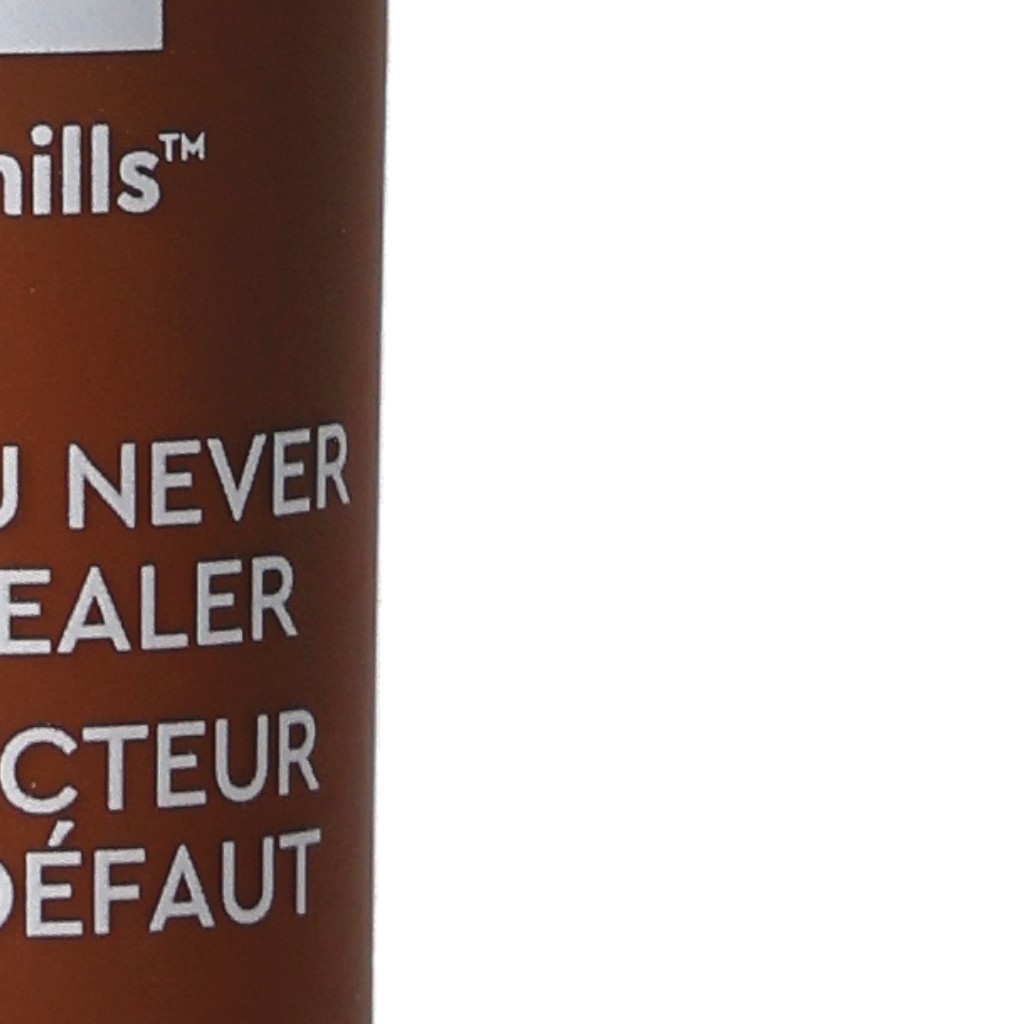 hills™
U NEVER
EALER
CTEUR
DÉFAUT